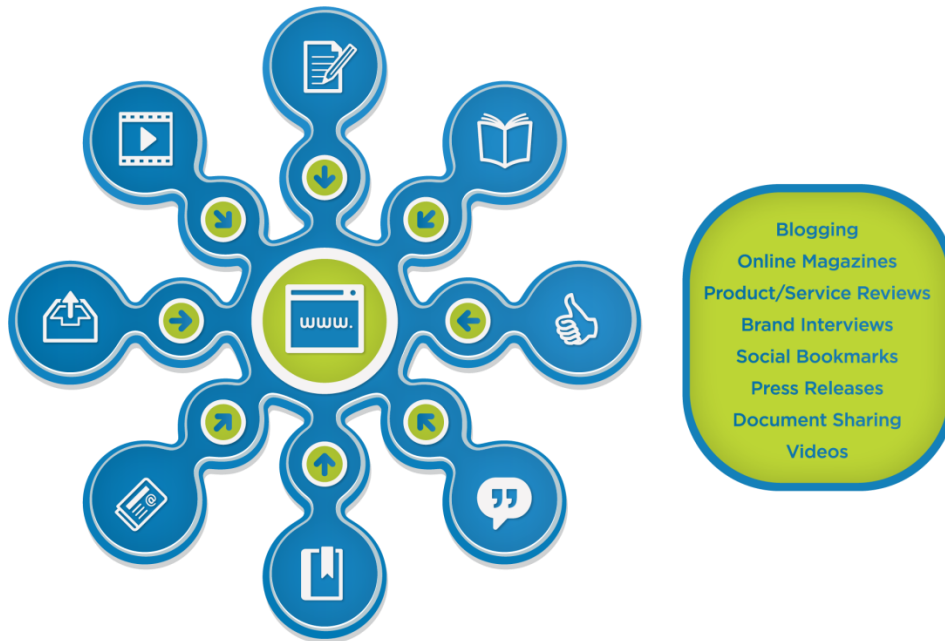 www.
Blogging
Online Magazines
Product/Service Reviews
Brand Interviews
Social Bookmarks
Press Releases
Document Sharing
Videos